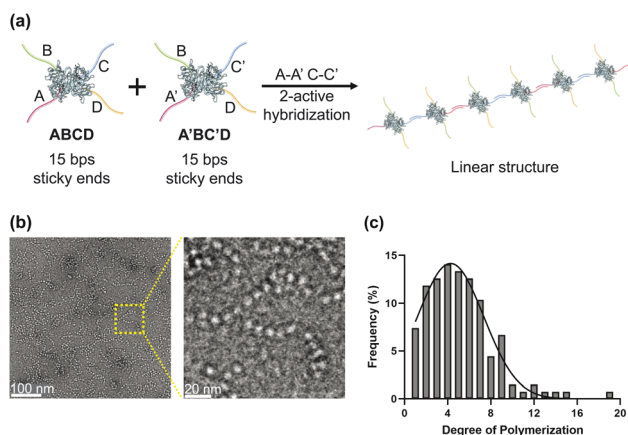 (a)
B
C
A
D
ABCD
15 bps
sticky ends
+
B
C'
A'
D
A'BC'D
15 bps
sticky ends
A-A' C-C'
2-active
hybridization
Linear structure
(b)
100 nm
20 nm
(c)
Frequency (%)
15
10
5
0
0 4 8 12 16 20
Degree of Polymerization